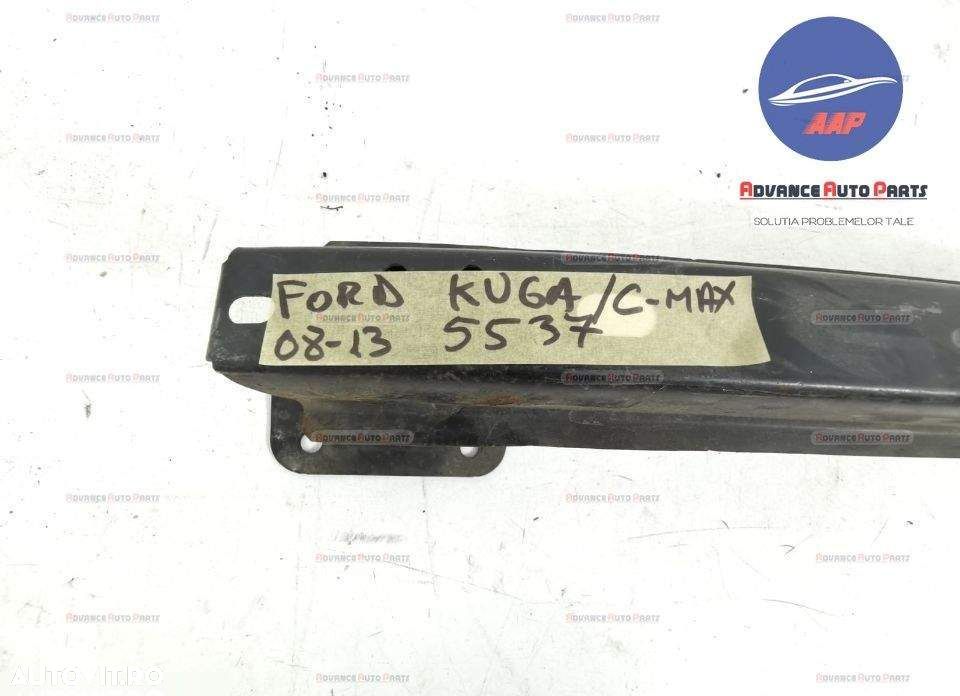 AAP
ADVANCE AUTO PARTS
SOLUTIA PROBLEMELOR TALE
FORD KUGA/C-MAX
08-13 5537
AUTOVIT.RO